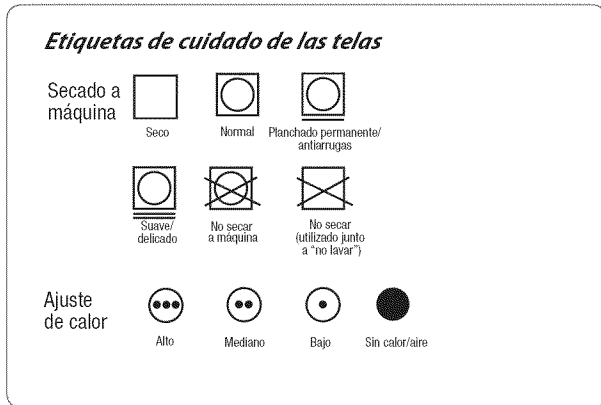 Etiquetas de cuidado de las telas
Secado a
máquina
Seco
Normal
Planchado permanente/
antiarrugas
Suave/
delicado
No secar
a máquina
No secar
(utilizado junto
a “no lavar”)
Ajuste
de calor
Alto
Mediano
Bajo
Sin calor/aire